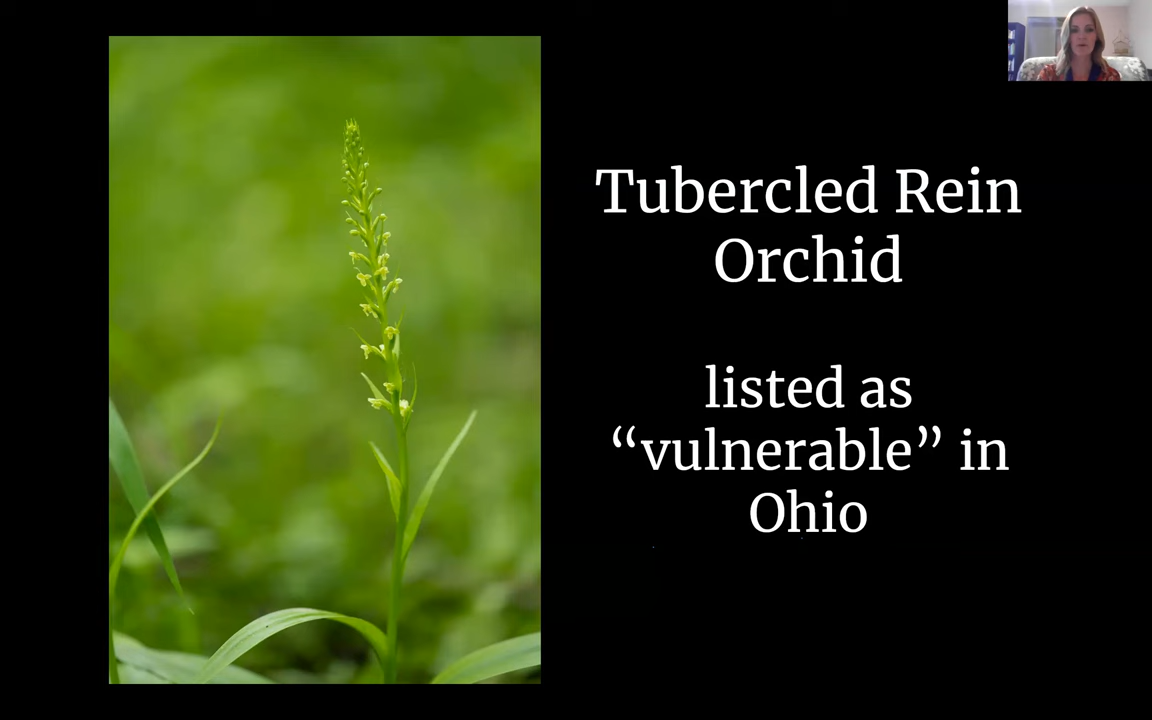 Tubercled Rein
Orchid
listed as
“vulnerable” in
Ohio